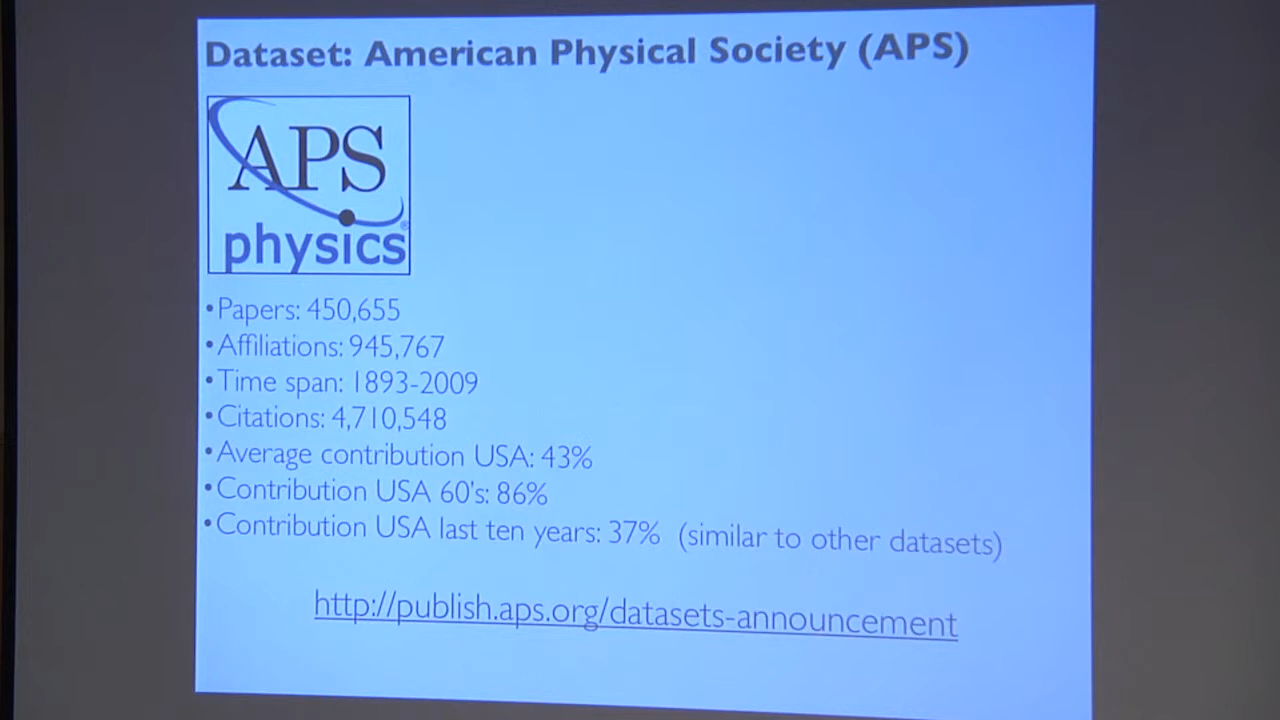 Dataset: American Physical Society (APS)
APS
physics®
•Papers: 450,655
•Affiliations: 945,767
•Time span: 1893-2009
•Citations: 4,710,548
•Average contribution USA: 43%
•Contribution USA 60's: 86%
•Contribution USA last ten years: 37% (similar to other datasets)
http://publish.aps.org/datasets-announcement